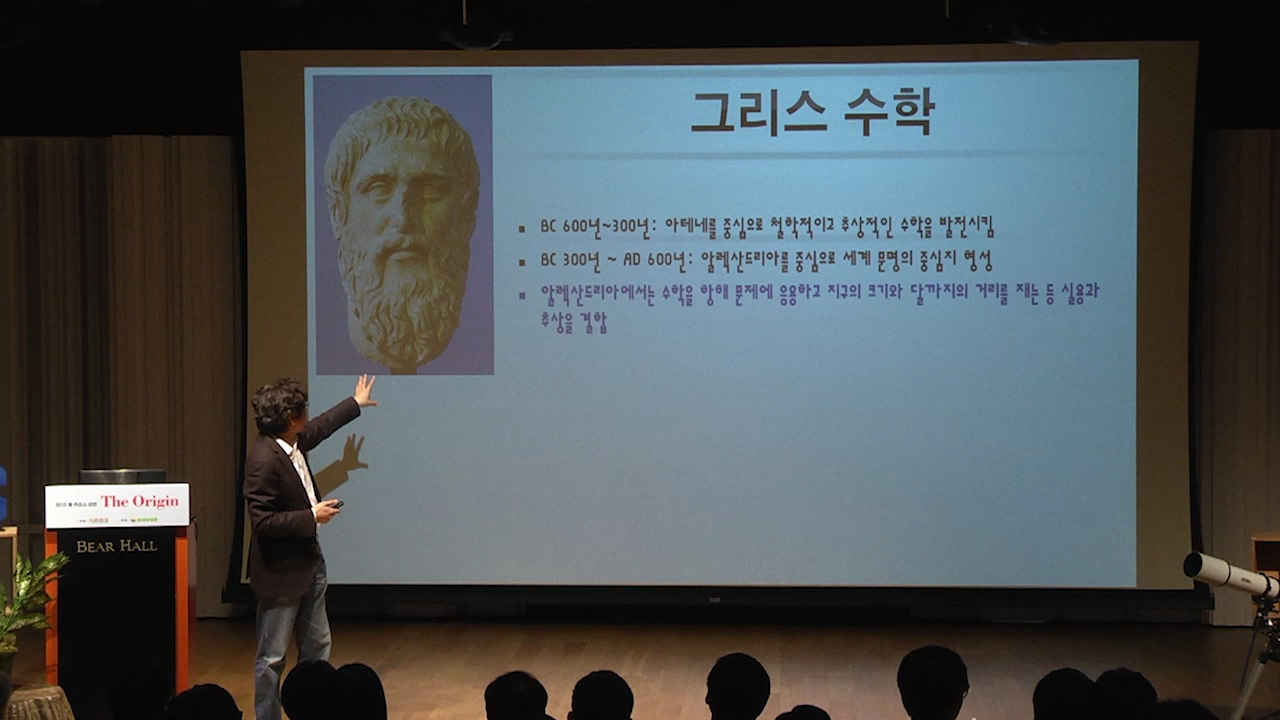 그리스 수학
BC 600년~300년: 아테네를 중심으로 철학적이고 추상적인 수학을 발전시킴
BC 300년 ~ AD 600년: 알렉산드리아를 중심으로 세계 문명의 중심지 형성
알렉산드리아에서는 수학을 항해 문제에 응용하고 지구의 크기와 달까지의 거리를 재는 등 실용과
추상을 결합
The Origin
BEAR HALL